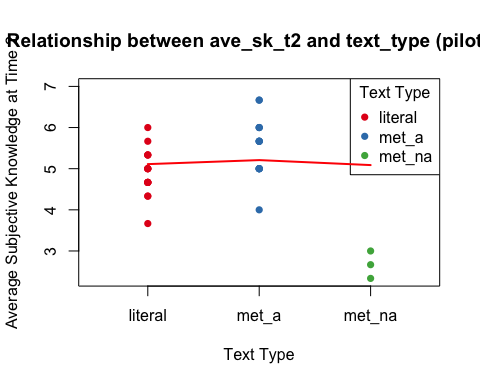 Relationship between ave_sk_t2 and text_type (pilot
Average Subjective Knowledge at Time
7
6
5
4
3
Text Type
literal
met_a
met_na
literal
met_a
met_na
Text Type